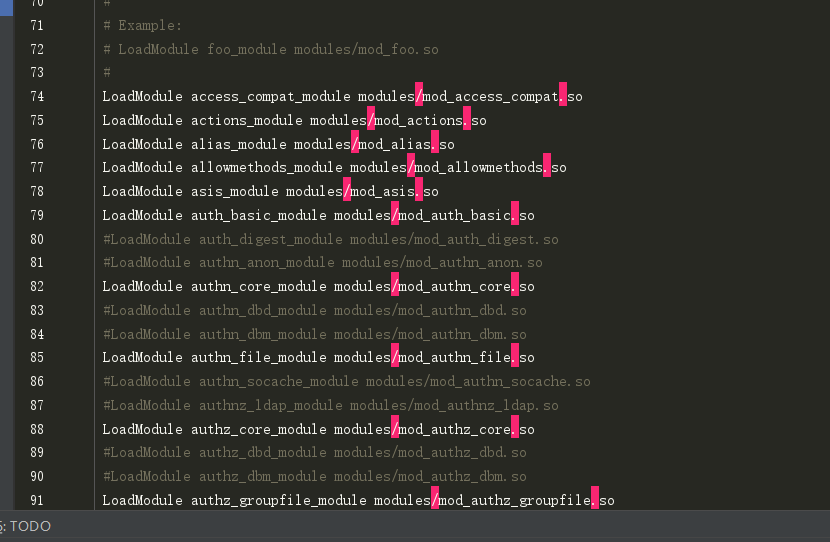 70 #
71 # Example:
72 # LoadModule foo_module modules/mod_foo.so
73 #
74 LoadModule access_compat_module modules/mod_access_compat.so
75 LoadModule actions_module modules/mod_actions.so
76 LoadModule alias_module modules/mod_alias.so
77 LoadModule allowmethods_module modules/mod_allowmethods.so
78 LoadModule asis_module modules/mod_asis.so
79 LoadModule auth_basic_module modules/mod_auth_basic.so
80 #LoadModule auth_digest_module modules/mod_auth_digest.so
81 #LoadModule authn_anon_module modules/mod_authn_anon.so
82 LoadModule authn_core_module modules/mod_authn_core.so
83 #LoadModule authn_dbd_module modules/mod_authn_dbd.so
84 #LoadModule authn_dbm_module modules/mod_authn_dbm.so
85 LoadModule authn_file_module modules/mod_authn_file.so
86 #LoadModule authn_socache_module modules/mod_authn_socache.so
87 #LoadModule authnz_ldap_module modules/mod_authnz_ldap.so
88 LoadModule authz_core_module modules/mod_authz_core.so
89 #LoadModule authz_dbd_module modules/mod_authz_dbd.so
90 #LoadModule authz_dbm_module modules/mod_authz_dbm.so
91 LoadModule authz_groupfile_module modules/mod_authz_groupfile.so
6: TODO